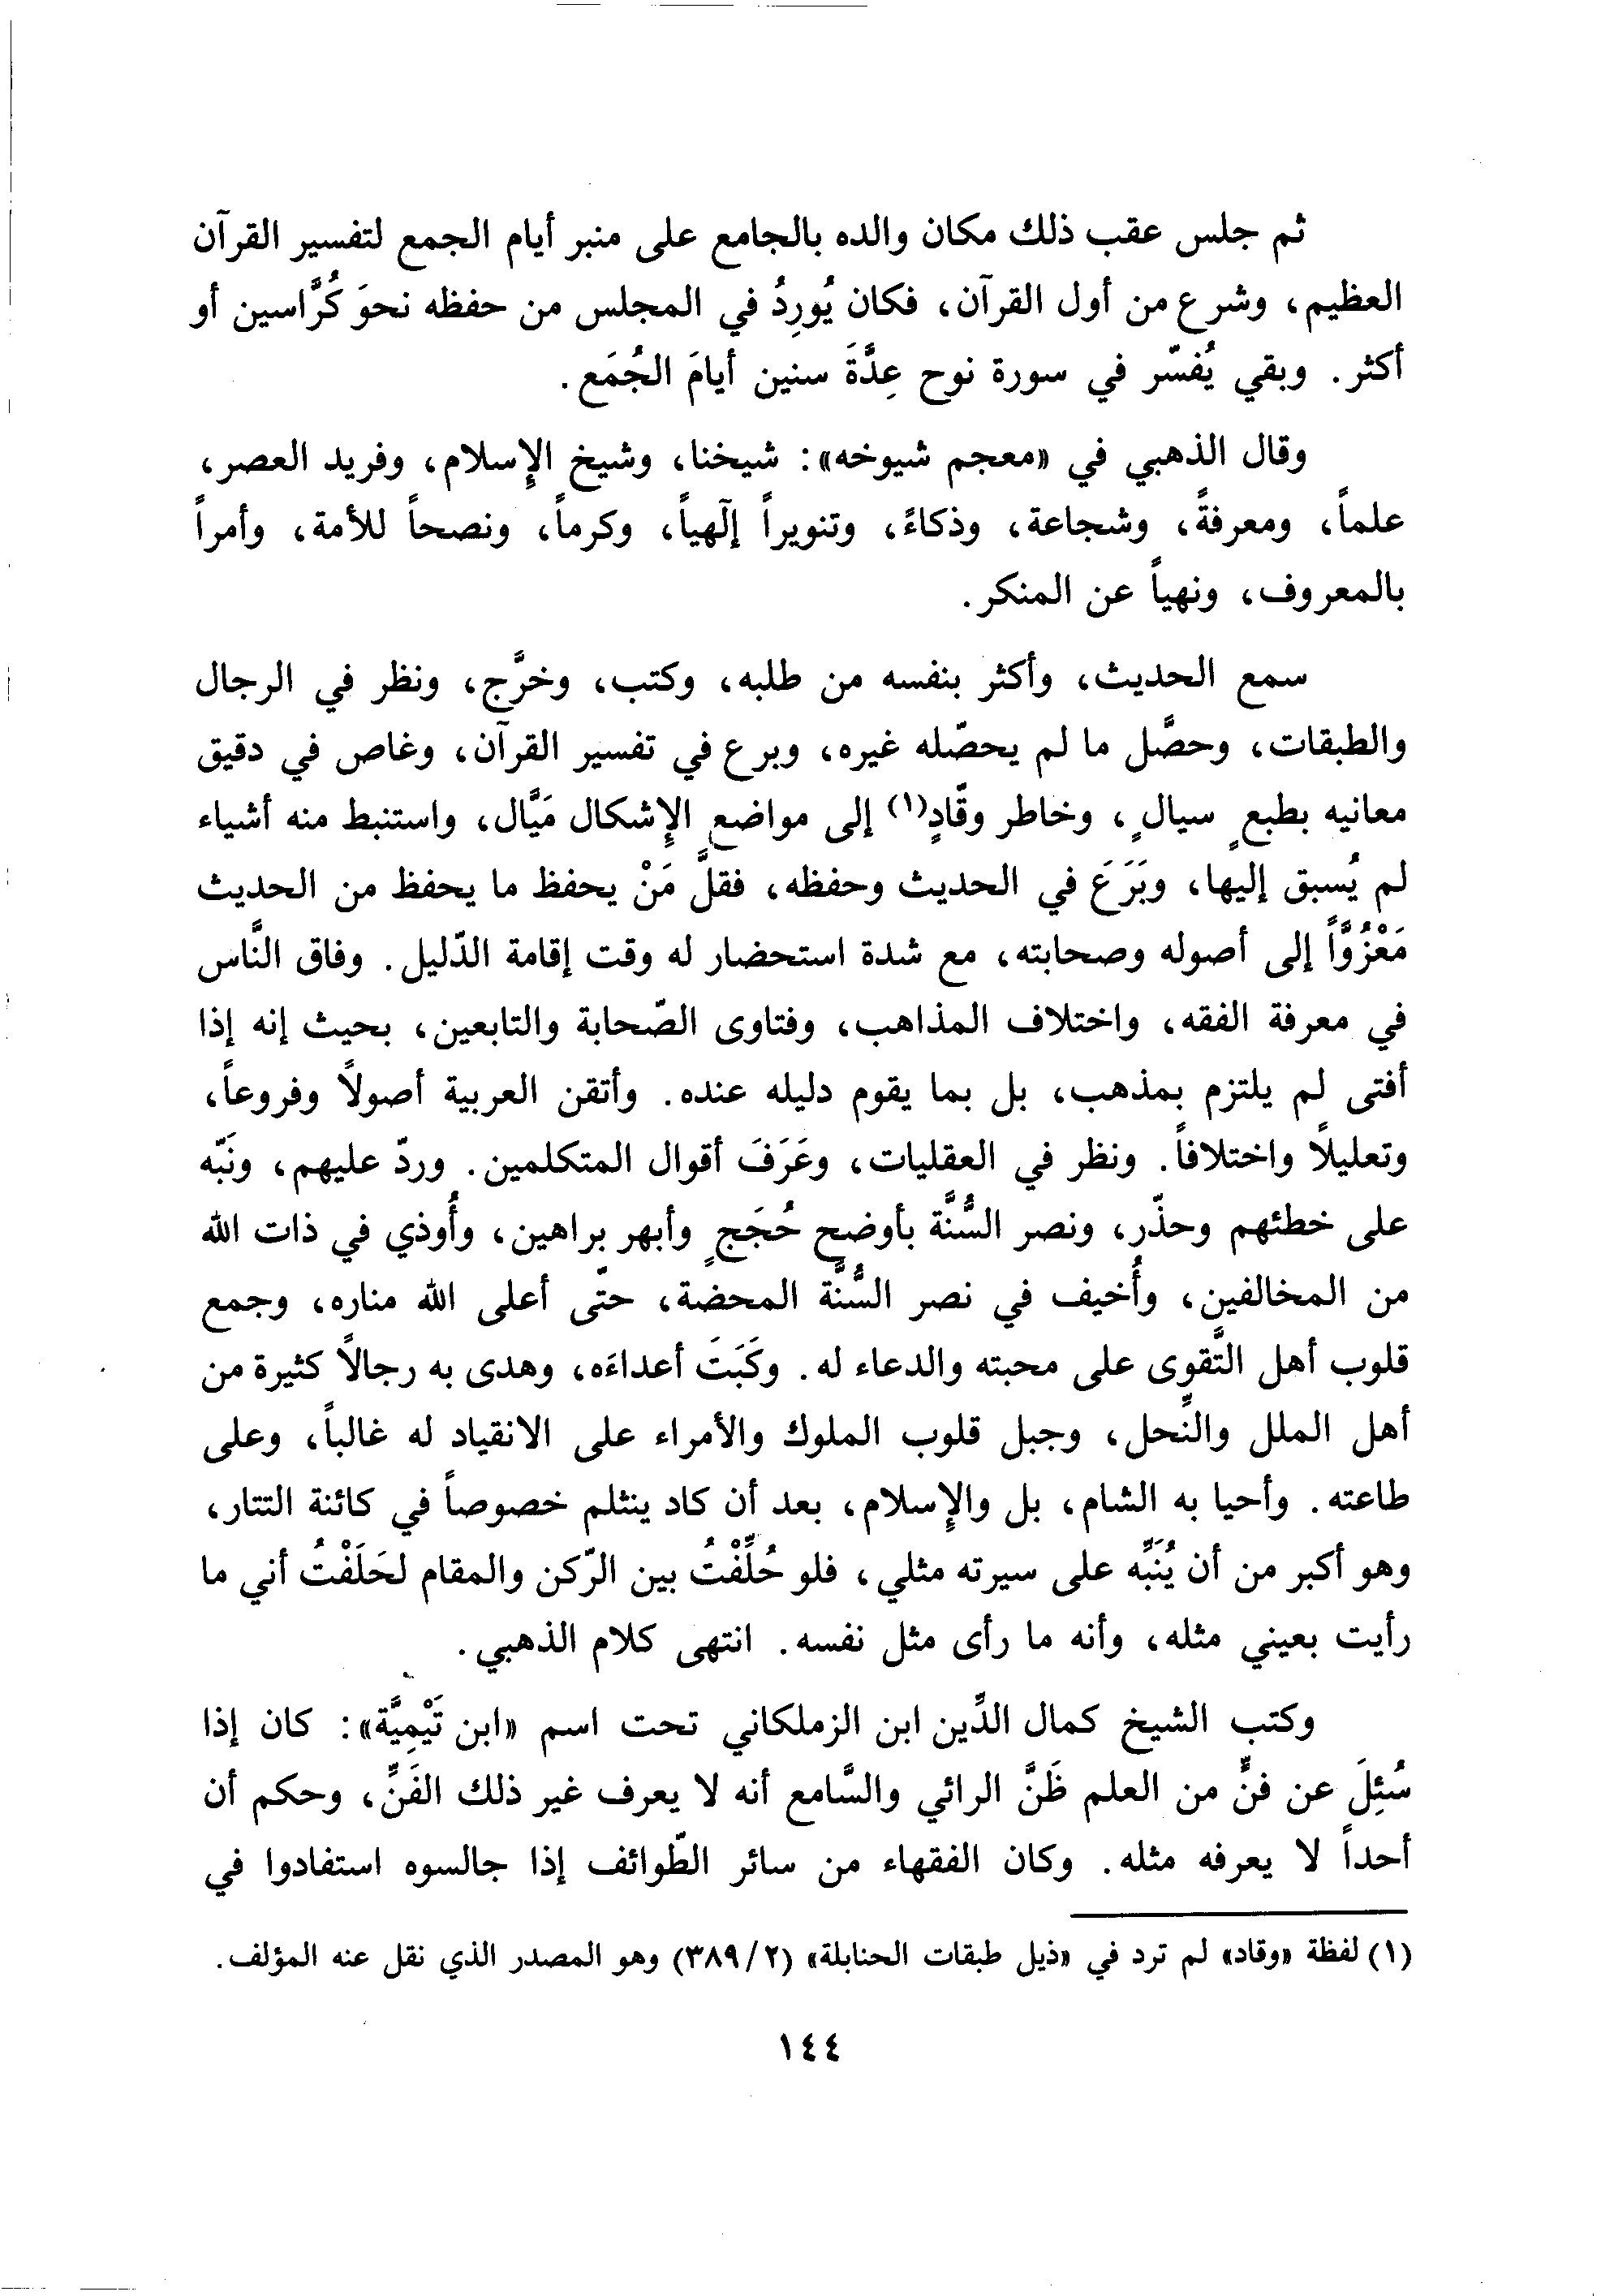 ثم جلس عقب ذلك مكان والده بالجامع على منبر أيام الجمع لتفسير القرآن
العظيم، وشرع من أول القرآن، فكان يُورِدُ في المجلس من حفظه نحوَ كُرَّاسين أو
أكثر. وبقي يُفسّر في سورة نوح عِدَّةَ سنين أيامَ الجُمَع.
وقال الذهبي في «معجم شيوخه»: شيخنا، وشيخ الإِسلام، وفريد العصر،
علماً، ومعرفةً، وشجاعة، وذكاءً، وتنويراً إلٓهياً، وكرماً، ونصحاً للأمة، وأمراً
بالمعروف، ونهياً عن المنكر.
سمع الحديث، وأكثر بنفسه من طلبه، وكتب، وخرَّج، ونظر في الرجال
والطبقات، وحصَّل ما لم يحصّله غيره، وبرع في تفسير القرآن، وغاص في دقيق
معانيه بطبعٍ سيالٍ، وخاطر وقّادٍ(١) إلى مواضع الإِشكال مَيَّال، واستنبط منه أشياء
لم يُسبق إليها، وبَرَعَ في الحديث وحفظه، فقلَّ مَنْ يحفظ ما يحفظ من الحديث
مَعْزُوَّاً إلى أصوله وصحابته، مع شدة استحضار له وقت إقامة الدّليل. وفاق النَّاس
في معرفة الفقه، واختلاف المذاهب، وفتاوى الصّحابة والتابعين، بحيث إنه إذا
أفتى لم يلتزم بمذهب، بل بما يقوم دليله عنده. وأتقن العربية أصولاً وفروعاً،
وتعليلاً واختلافاً. ونظر في العقليات، وعَرَفَ أقوال المتكلمين. وردّ عليهم، ونَبّه
على خطئهم وحذّر، ونصر السُّنَّة بأوضح حُجَجٍ وأبهر براهين، وأُوذي في ذات الله
من المخالفين، وأُخيف في نصر السُّنَّة المحضة، حتّى أعلى الله مناره، وجمع
قلوب أهل التَّقوى على محبته والدعاء له. وكَبَتَ أعداءَه، وهدى به رجالاً كثيرة من
أهل الملل والنِّحل، وجبل قلوب الملوك والأمراء على الانقياد له غالباً، وعلى
طاعته. وأحيا به الشام، بل والإِسلام، بعد أن كاد ينثلم خصوصاً في كائنة التتار،
وهو أكبر من أن يُنَبِّه على سيرته مثلي، فلو حُلِّفْتُ بين الرّكن والمقام لحَلَفْتُ أني ما
رأيت بعيني مثله، وأنه ما رأى مثل نفسه. انتهى كلام الذهبي.
وكتب الشيخ كمال الدِّين ابن الزملكاني تحت اسم «ابن تَيْمِيَّة»: كان إذا
سُئِلَ عن فنٍّ من العلم ظَنَّ الرائي والسَّامع أنه لا يعرف غير ذلك الفَنِّ، وحكم أن
أحداً لا يعرفه مثله. وكان الفقهاء من سائر الطّوائف إذا جالسوه استفادوا في
(١) لفظة «وقاد» لم ترد في «ذيل طبقات الحنابلة» (٢/ ٣٨٩) وهو المصدر الذي نقل عنه المؤلف.
١٤٤